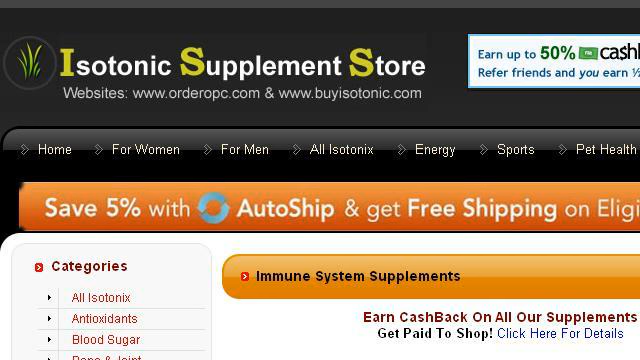 Isotonic Supplement Store
Websites: www.orderopc.com & www.buyisotonic.com
Earn up to 50%
Refer friends and you earn ½
Home
For Women
For Men
All Isotonix
Energy
Sports
Pet Health
Save 5% with AutoShip & get Free Shipping on
Categories
All Isotonix
Antioxidants
Blood Sugar
Immune System Supplements
Earn CashBack On All Our Supplements
Get Paid To Shop! Click Here For Details